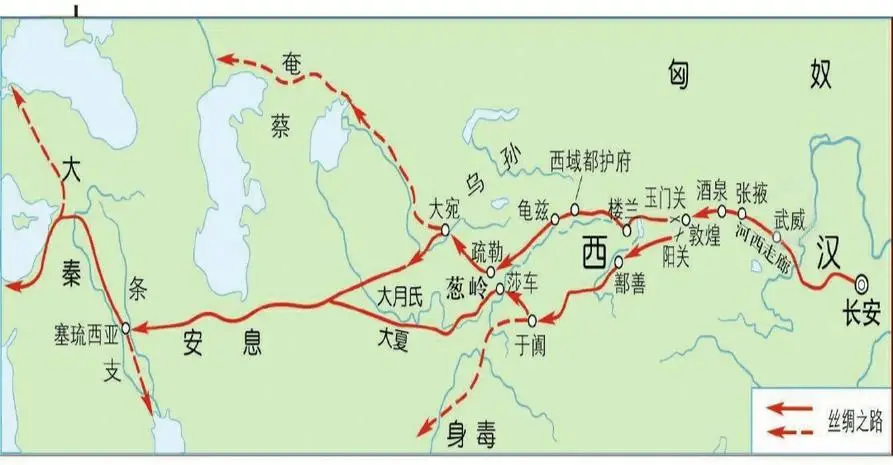 匈奴
奄蔡
乌孙
西域都护府
玉门关
酒泉
张掖
武威
河西走廊
汉
长安
敦煌
阳关
楼兰
西
鄯善
龟兹
大宛
疏勒
葱岭
莎车
于阗
大月氏
大夏
身毒
安息
条支
塞琉西亚
大秦
丝绸之路